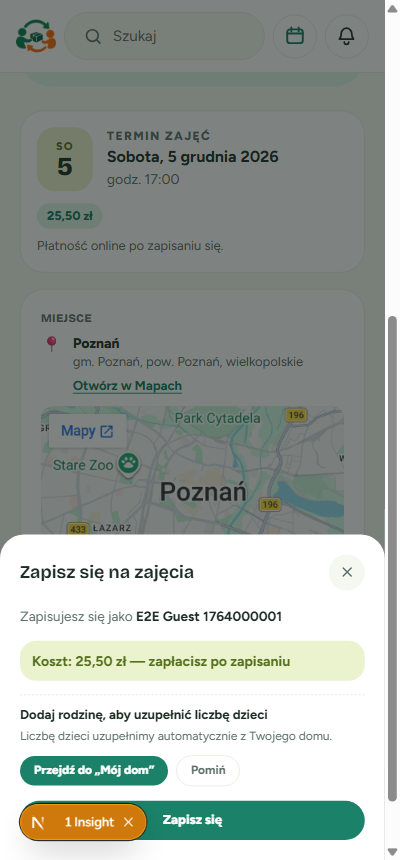 Szukaj
SO
5
TERMIN ZAJĘĆ
Sobota, 5 grudnia 2026
godz. 17:00
25,50 zł
Płatność online po zapisaniu się.
MIEJSCE
Poznań
gm. Poznań, pow. Poznań, wielkopolskie
Otwórz w Mapach
Mapy
Park Cytadela
196
Stare Zoo
Poznań
196
433
ŁAZARZ
Zapisz się na zajęcia
Zapisujesz się jako E2E Guest 1764000001
Koszt: 25,50 zł — zapłacisz po zapisaniu
Dodaj rodzinę, aby uzupełnić liczbę dzieci
Liczbę dzieci uzupełnimy automatycznie z Twojego domu.
Przejdź do „Mój dom”
Pomiń
N
1 Insight
Zapisz się